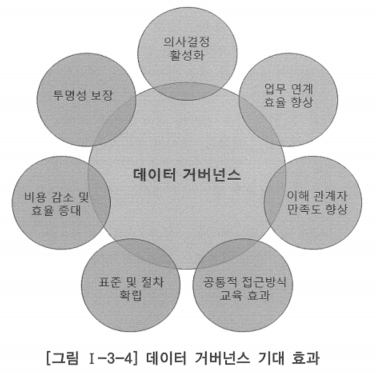 의사결정
활성화
투명성 보장
업무 연계
효율 향상
데이터 거버넌스
비용 감소 및
효율 증대
이해 관계자
만족도 향상
표준 및 절차
확립
공통적 접근방식
교육 효과
[그림 Ⅰ-3-4] 데이터 거버넌스 기대 효과